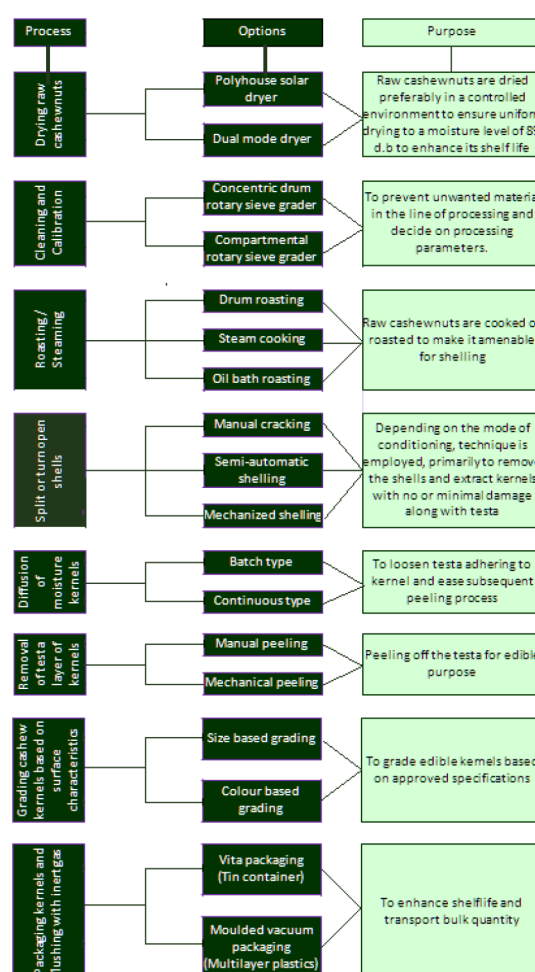 Process
Options
Purpose
Drying raw
cashewnuts
Polyhouse solar
dryer
Dual mode dryer
Raw cashewnuts are dried
preferably in a controlled
environment to ensure uniform
drying to a moisture level of 8%
d.b to enhance its shelf life
Cleaning and
Calibration
Concentric drum
rotary sieve grader
Compartmental
rotary sieve grader
To prevent unwanted material
in the line of processing and
decide on processing
parameters.
Roasting/
Steaming
Drum roasting
Steam cooking
Oil bath roasting
Raw cashewnuts are cooked or
roasted to make it amenable
for shelling
Split or turn open
shells
Manual cracking
Semi-automatic
shelling
Mechanized shelling
Depending on the mode of
conditioning, technique is
employed, primarily to remove
the shells and extract kernels
with no or minimal damage
along with testa
Diffusion
of
moisture
kernels
Batch type
Continuous type
To loosen testa adhering to
kernel and ease subsequent
peeling process
Removal
of testa
layer of
kernels
Manual peeling
Mechanical peeling
Peeling off the testa for edible
purpose
Grading cashew
kernels based on
surface
characteristics
Size based grading
Colour based
grading
To grade edible kernels based
on approved specifications
Packaging kernels and
flushing with inert gas
Vita packaging
(Tin container)
Moulded vacuum
packaging
(Multilayer plastics)
To enhance shelf life and
transport bulk quantity